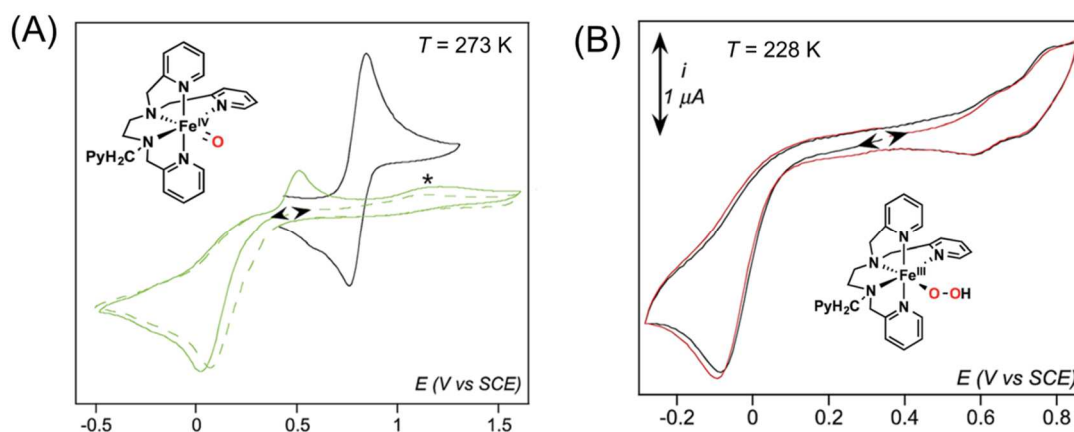 (A)
T = 273 K
N
N
N
Fe^IV
O
N
PyH2C
N
*
E (V vs SCE)
-0.5
0
0.5
1
1.5
(B)
i
1 μA
T = 228 K
N
N
N
Fe^III
N
O-OH
PyH2C
N
E (V vs SCE)
-0.2
0
0.2
0.4
0.6
0.8